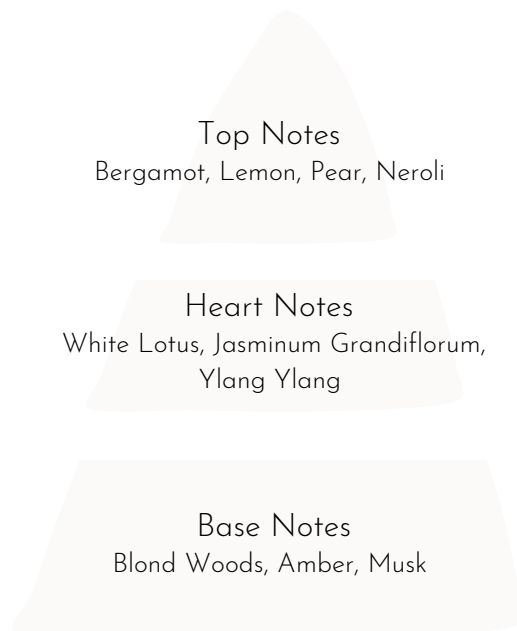 Top Notes
Bergamot, Lemon, Pear, Neroli
Heart Notes
White Lotus, Jasminum Grandiflorum,
Ylang Ylang
Base Notes
Blond Woods, Amber, Musk